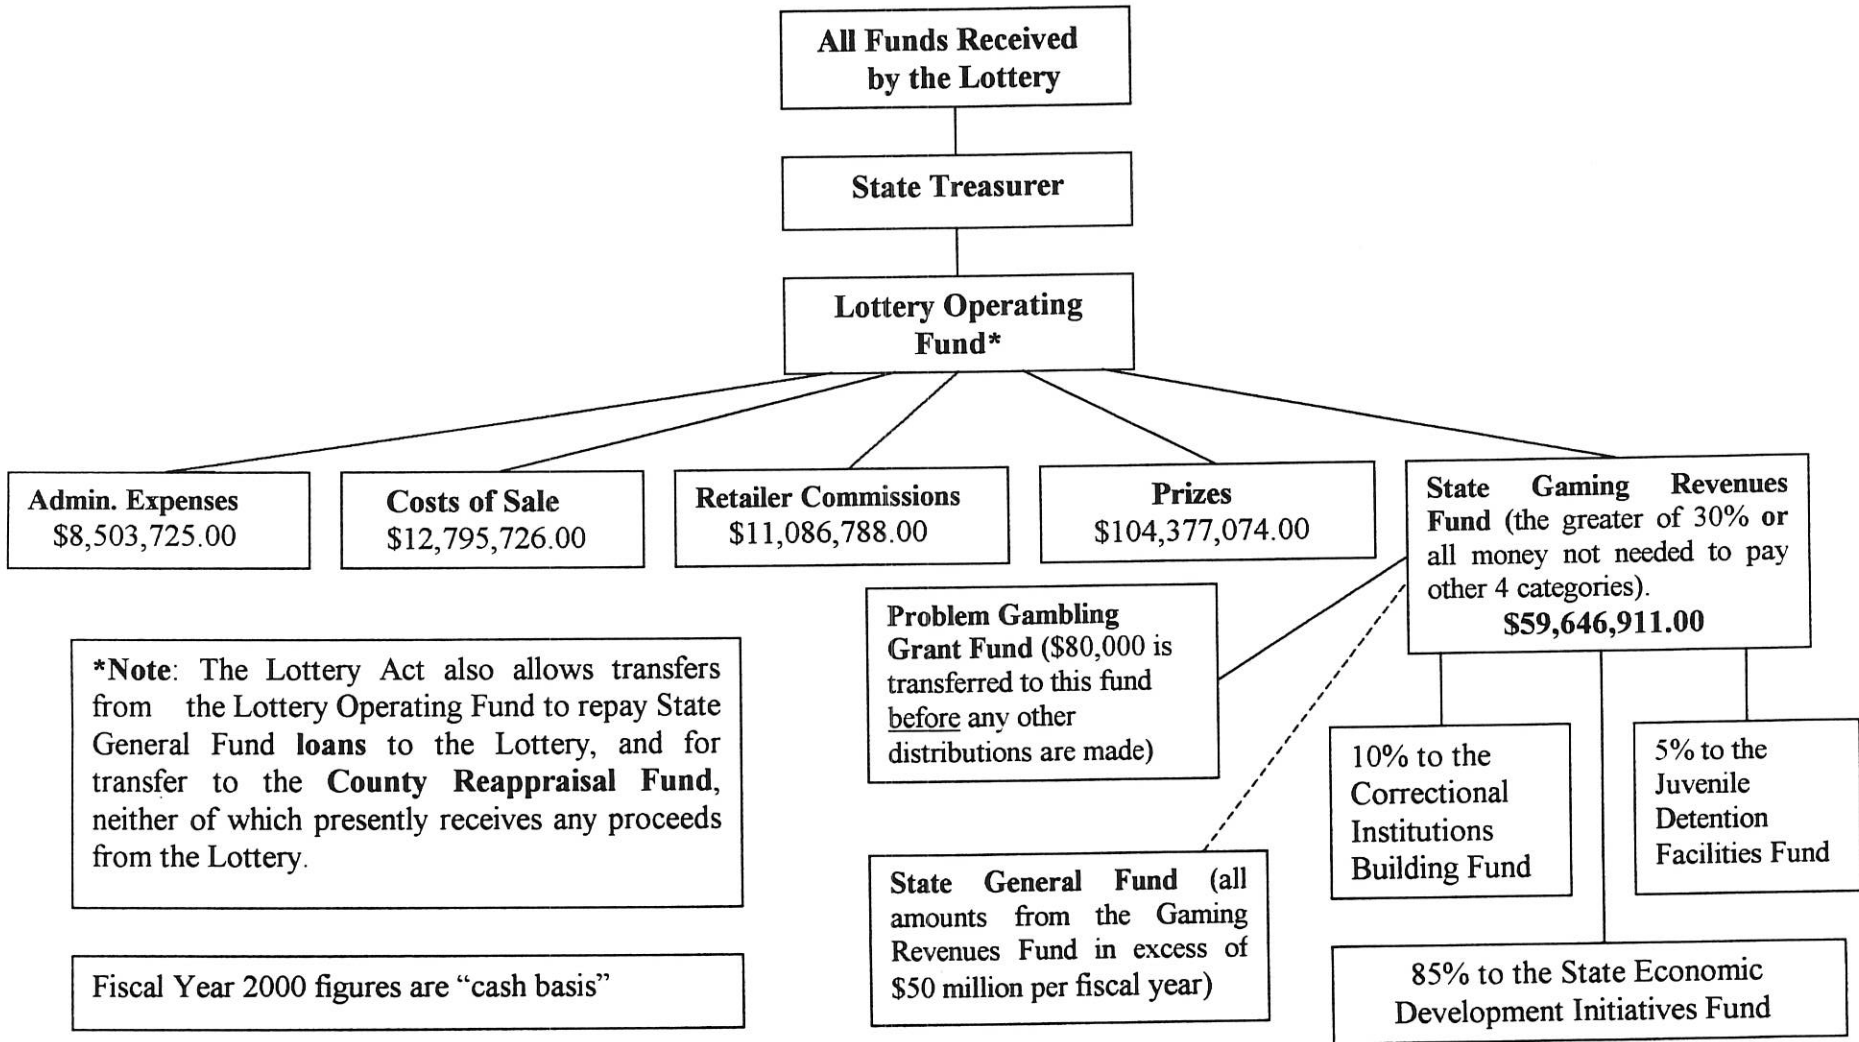 All Funds Received
by the Lottery
State Treasurer
Lottery Operating
Fund*
Admin. Expenses
$8,503,725.00
Costs of Sale
$12,795,726.00
Retailer Commissions
$11,086,788.00
Prizes
$104,377,074.00
State Gaming Revenues
Fund (the greater of 30% or
all money not needed to pay
other 4 categories).
$59,646,911.00
Problem Gambling
Grant Fund ($80,000 is
transferred to this fund
before any other
distributions are made)
*Note: The Lottery Act also allows transfers
from the Lottery Operating Fund to repay State
General Fund loans to the Lottery, and for
transfer to the County Reappraisal Fund,
neither of which presently receives any proceeds
from the Lottery.
10% to the
Correctional
Institutions
Building Fund
5% to the
Juvenile
Detention
Facilities Fund
State General Fund (all
amounts from the Gaming
Revenues Fund in excess of
$50 million per fiscal year)
Fiscal Year 2000 figures are “cash basis”
85% to the State Economic
Development Initiatives Fund